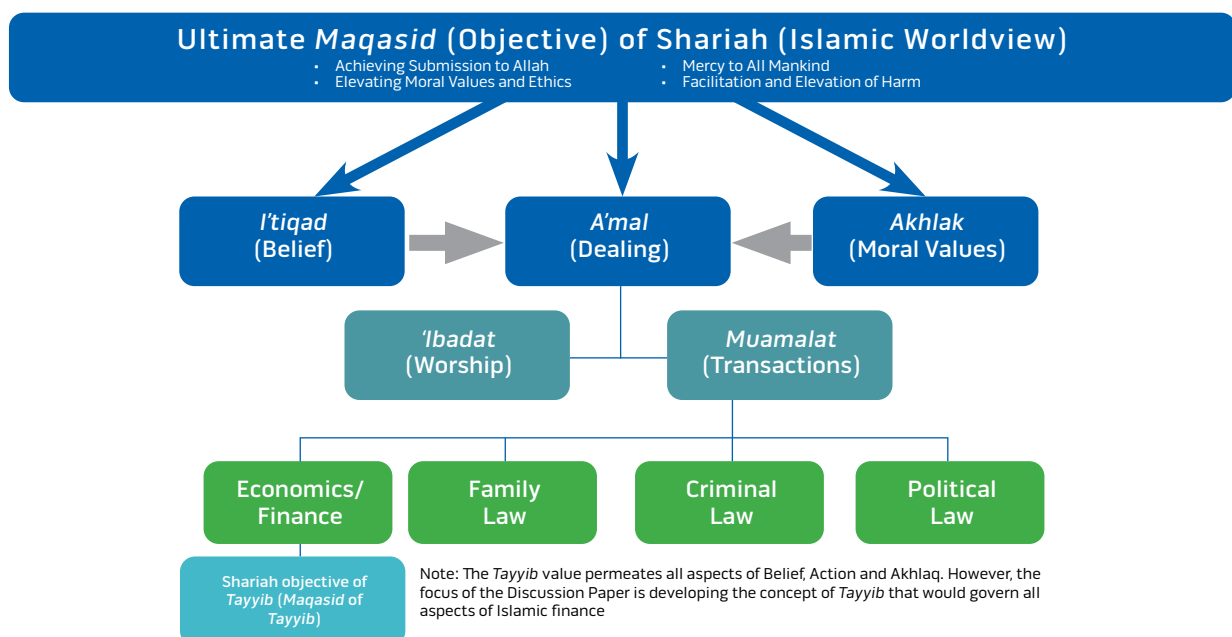 Ultimate Maqasid (Objective) of Shariah (Islamic Worldview)
• Achieving Submission to Allah
• Elevating Moral Values and Ethics
• Mercy to All Mankind
• Facilitation and Elevation of Harm
I'tiqad
(Belief)
A'mal
(Dealing)
Akhlak
(Moral Values)
'Ibadat
(Worship)
Muamalat
(Transactions)
Economics/
Finance
Family
Law
Criminal
Law
Political
Law
Shariah objective of
Tayyib (Maqasid of
Tayyib)
Note: The Tayyib value permeates all aspects of Belief, Action and Akhlaq. However, the
focus of the Discussion Paper is developing the concept of Tayyib that would govern all
aspects of Islamic finance